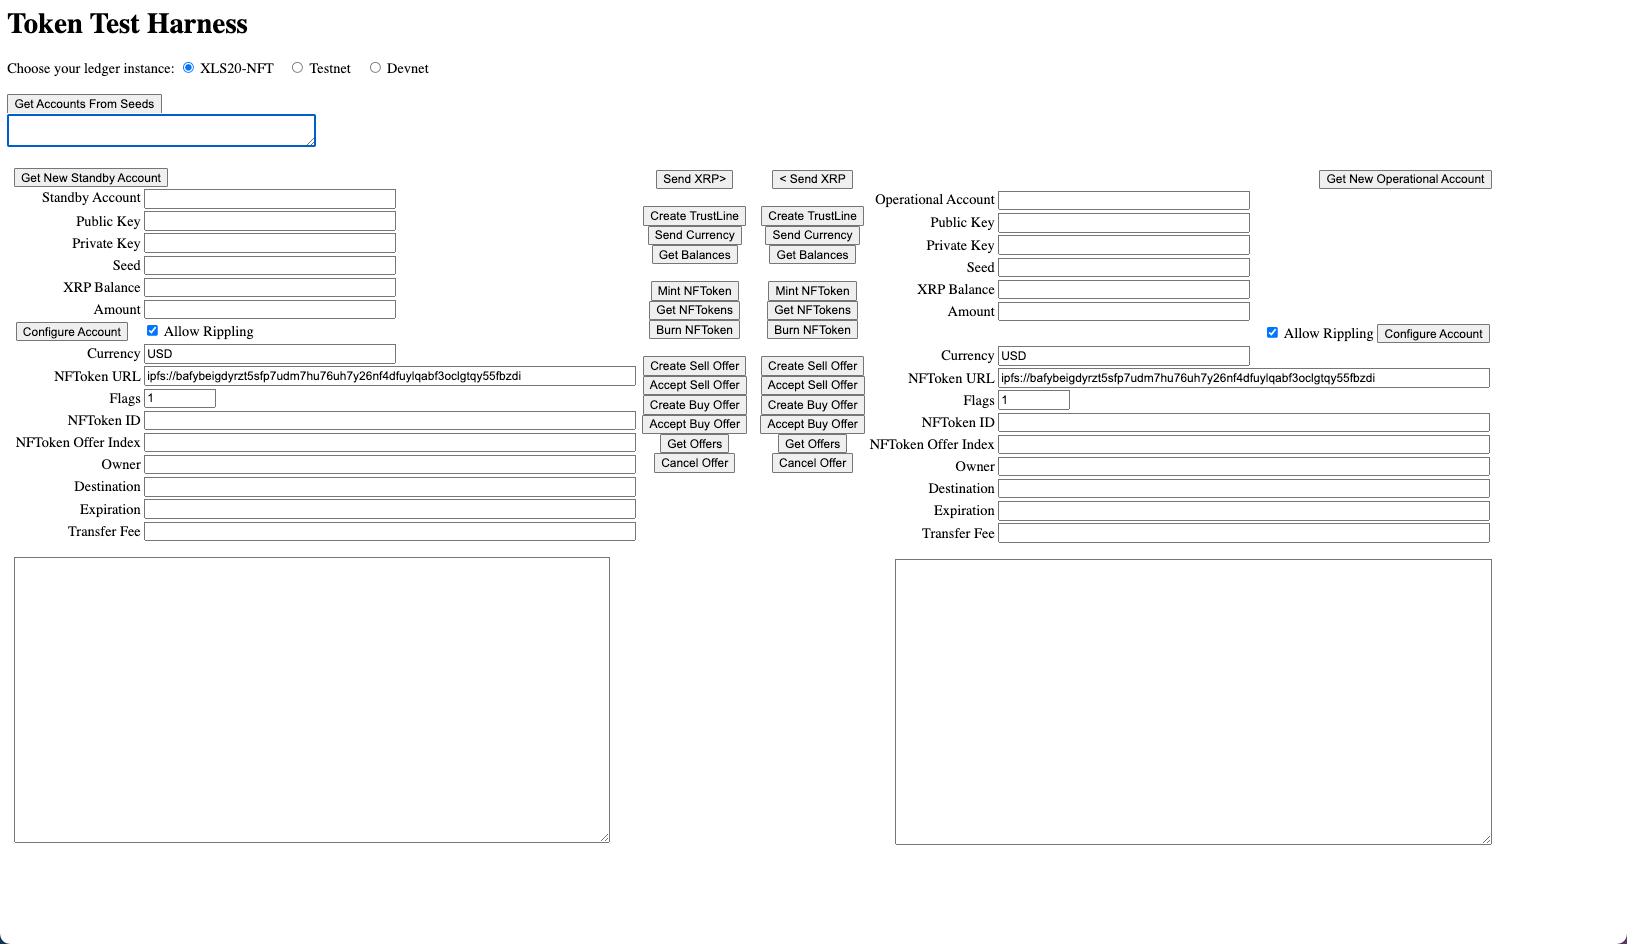 Token Test Harness
Choose your ledger instance: XLS20-NFT Testnet Devnet
Get Accounts From Seeds
Get New Standby Account
Standby Account
Public Key
Private Key
Seed
XRP Balance
Amount
Configure Account Allow Rippling
Currency USD
NFToken URL ipfs://bafybeigdyrzt5sfp7udm7hu76uh7y26nf4dfuylqabf3oclgtqy55fbzdi
Flags 1
NFToken ID
NFToken Offer Index
Owner
Destination
Expiration
Transfer Fee
Send XRP> < Send XRP
Create TrustLine Create TrustLine
Send Currency Send Currency
Get Balances Get Balances
Mint NFToken Mint NFToken
Get NFTokens Get NFTokens
Burn NFToken Burn NFToken
Create Sell Offer Create Sell Offer
Accept Sell Offer Accept Sell Offer
Create Buy Offer Create Buy Offer
Accept Buy Offer Accept Buy Offer
Get Offers Get Offers
Cancel Offer Cancel Offer
Get New Operational Account
Operational Account
Public Key
Private Key
Seed
XRP Balance
Amount
Allow Rippling Configure Account
Currency USD
NFToken URL ipfs://bafybeigdyrzt5sfp7udm7hu76uh7y26nf4dfuylqabf3oclgtqy55fbzdi
Flags 1
NFToken ID
NFToken Offer Index
Owner
Destination
Expiration
Transfer Fee